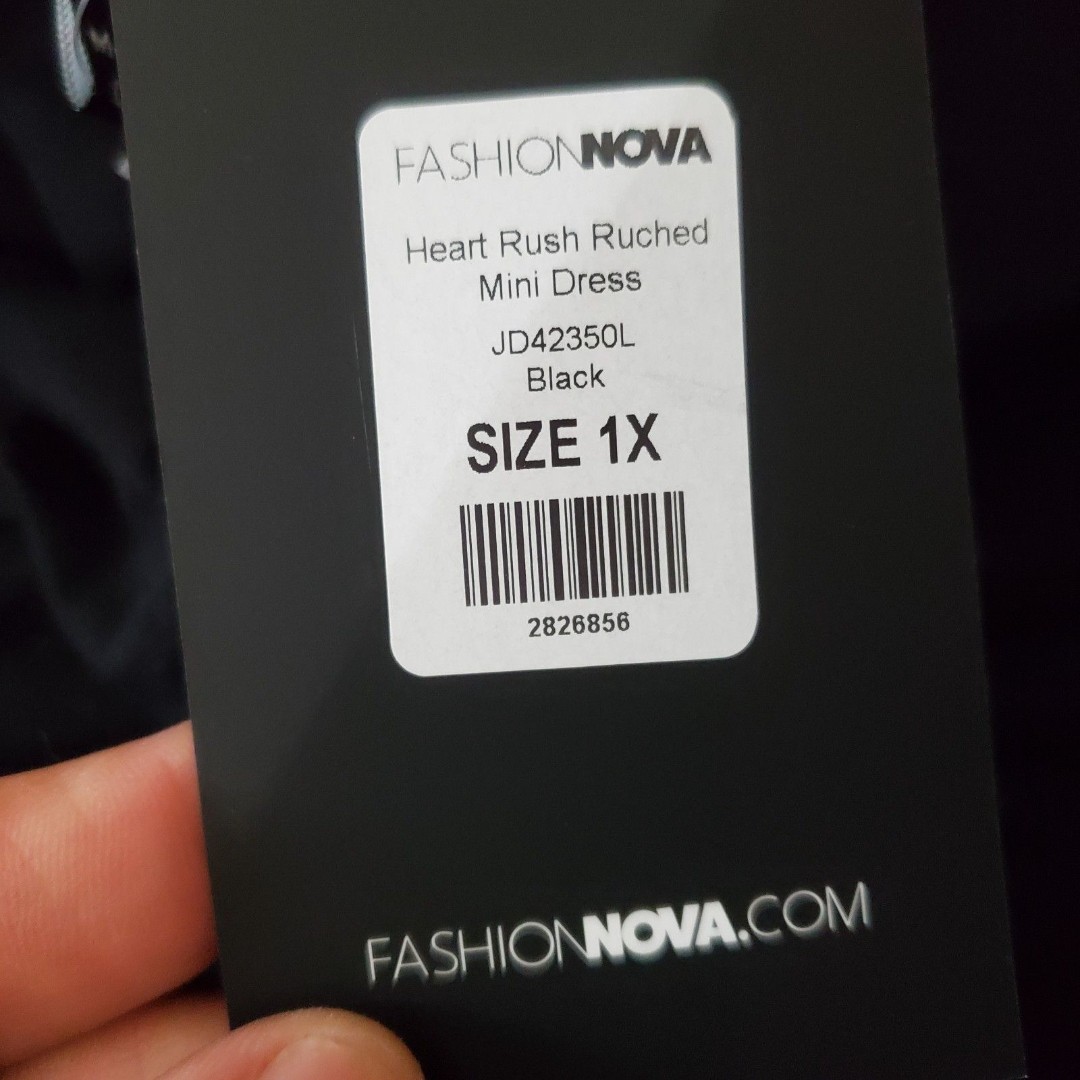 FASHIONNOVA
Heart Rush Ruched
Mini Dress
JD42350L
Black
SIZE 1X
2826856
FASHIONNOVA.COM